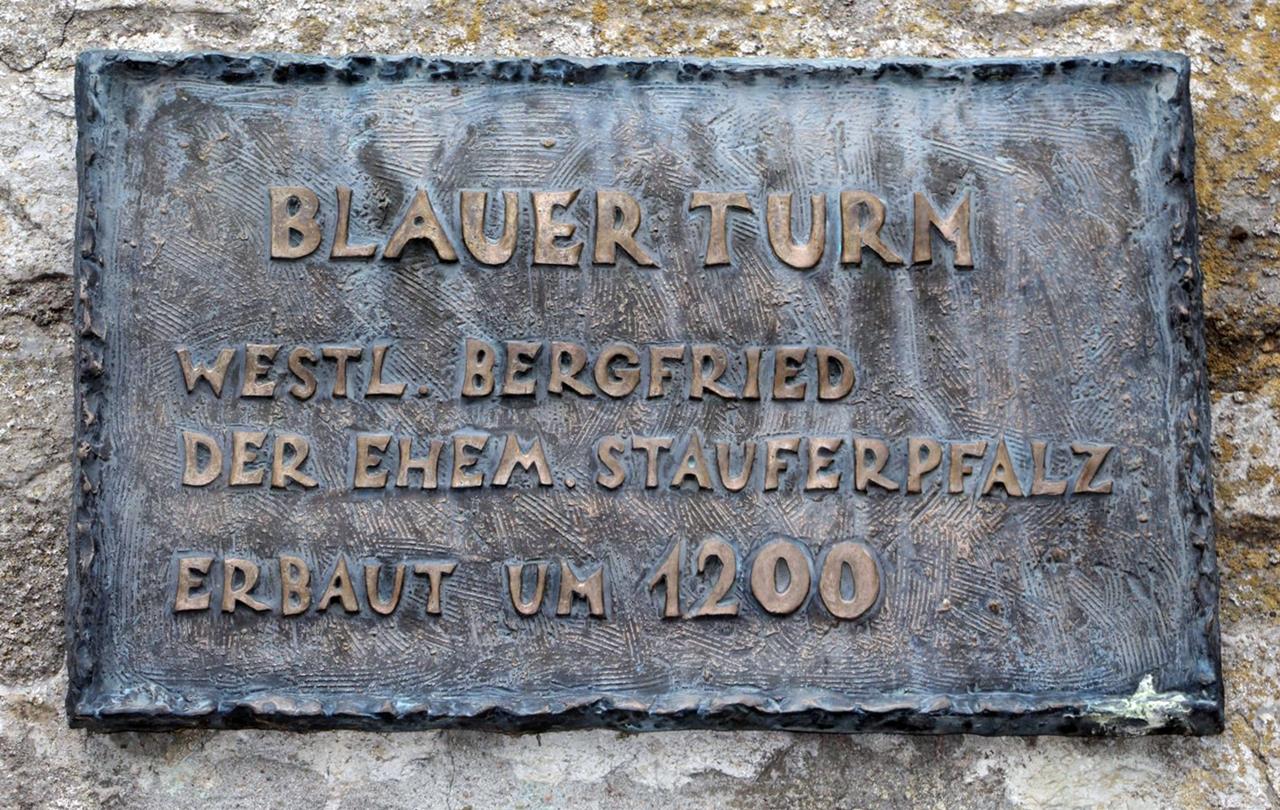 BLAUER TURM
WESTL. BERGFRIED
DER EHEM. STAUFERPFALZ
ERBAUT UM 1200